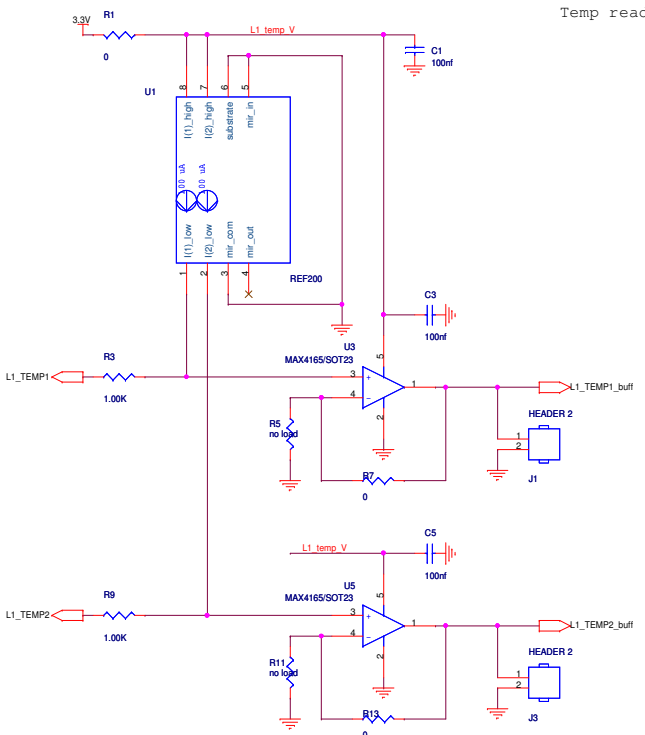 Temp reac
3.3V
R1
0
L1_temp_V
C1
100nf
U1
8
7
6
5
I(1)_high
I(2)_high
substrate
mir_in
00 uA
00 uA
I(1)_low
I(2)_low
mir_com
mir_out
1
2
3
4
REF200
C3
100nf
U3
MAX4165/SOT23
L1_TEMP1
R3
1.00K
3
4
+
−
5
2
1
L1_TEMP1_buff
R5
no load
R7
0
HEADER 2
1
2
J1
L1_temp_V
C5
100nf
U5
MAX4165/SOT23
L1_TEMP2
R9
1.00K
3
4
+
−
5
2
1
L1_TEMP2_buff
R11
no load
R13
0
HEADER 2
1
2
J3